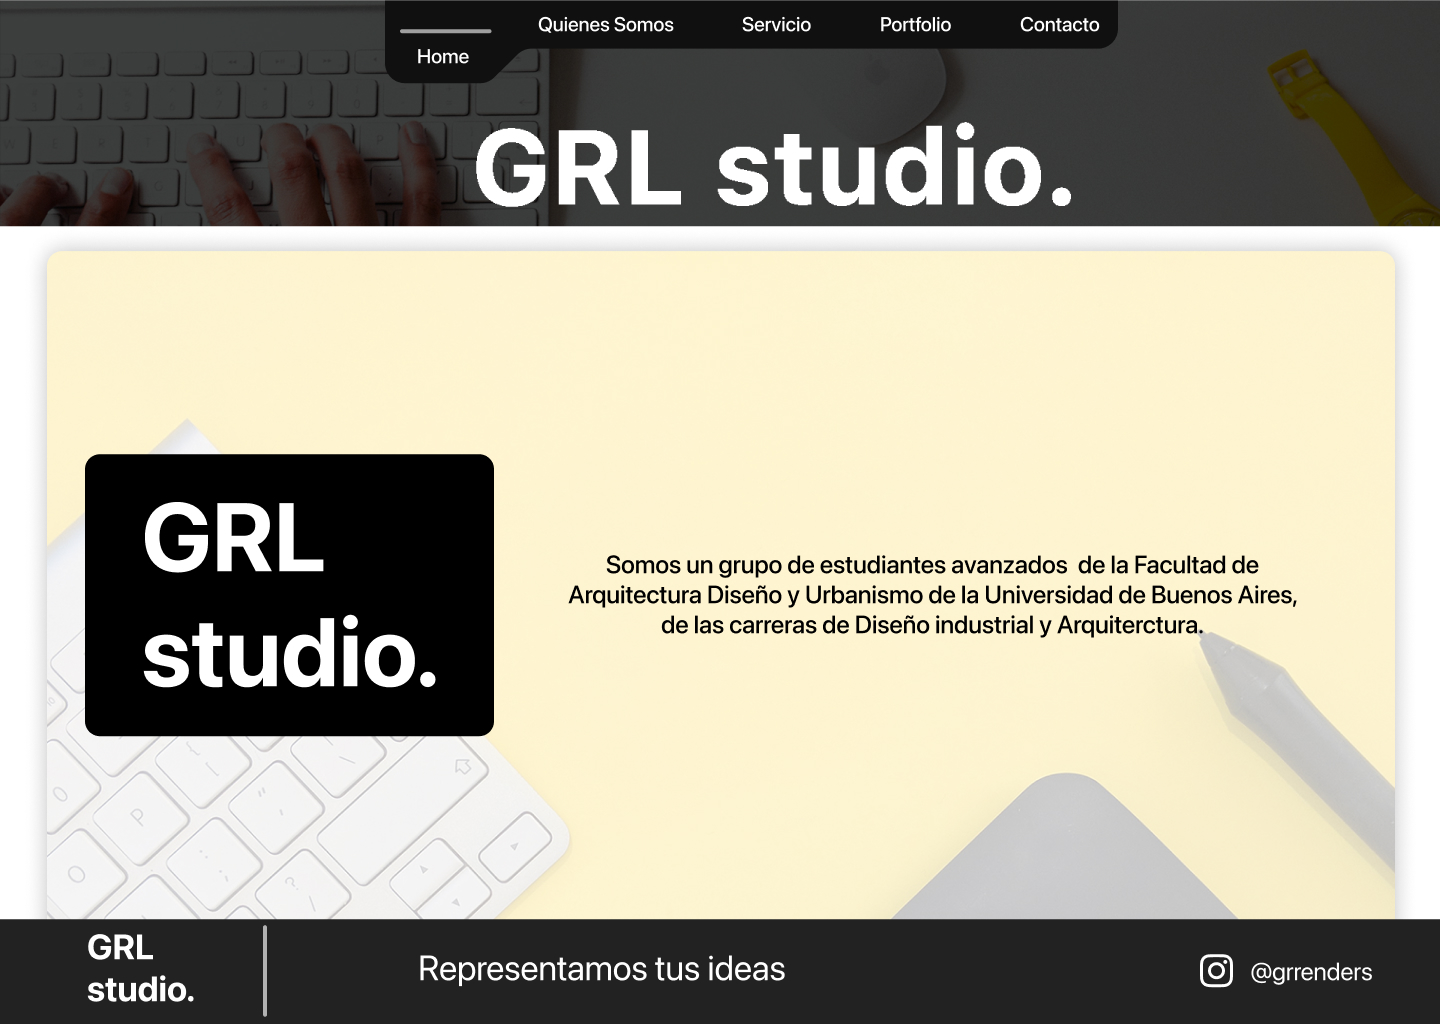 Home
Quienes Somos
Servicio
Portfolio
Contacto
GRL studio.
GRL
studio.
Somos un grupo de estudiantes avanzados  de la Facultad de
Arquitectura Diseño y Urbanismo de la Universidad de Buenos Aires,
de las carreras de Diseño industrial y Arquiterctura.
P
O
GRL
studio.
Representamos tus ideas
@grrenders